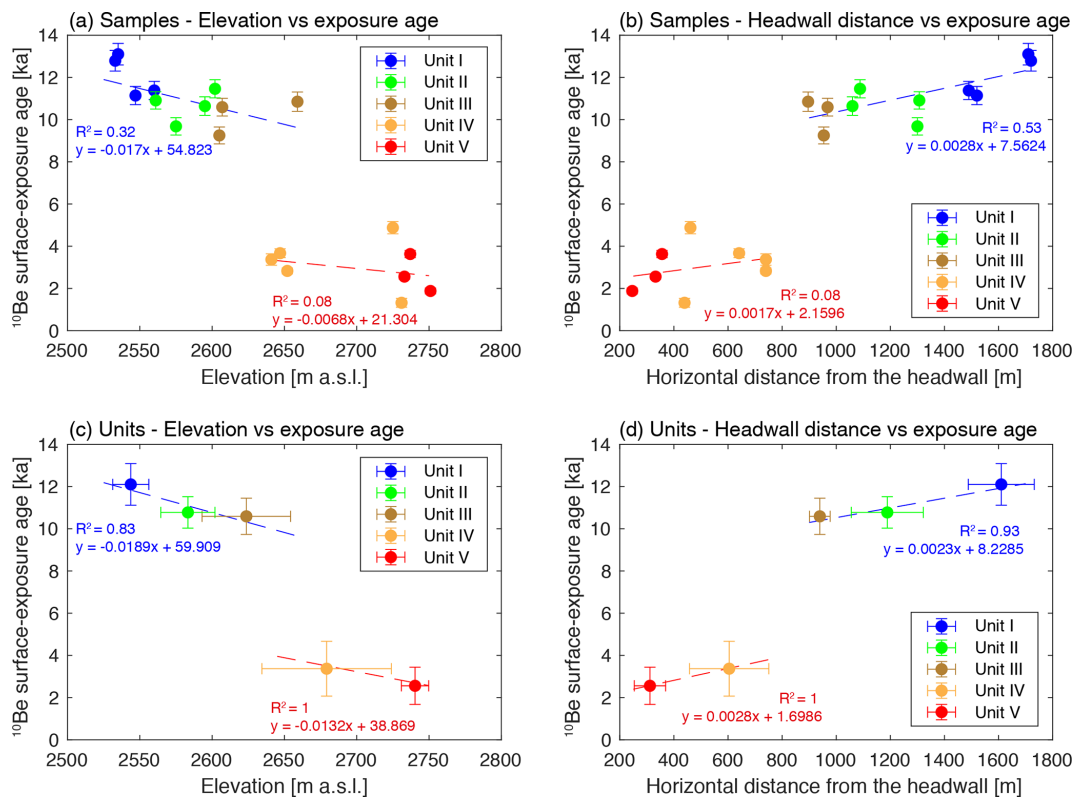 (a) Samples - Elevation vs exposure age
¹⁰Be surface-exposure age [ka]
14
12
10
8
6
4
2
0
Unit I
Unit II
Unit III
Unit IV
Unit V
R² = 0.32
y = -0.017x + 54.823
R² = 0.08
y = -0.0068x + 21.304
2500 2550 2600 2650 2700 2750 2800
Elevation [m a.s.l.]
(b) Samples - Headwall distance vs exposure age
¹⁰Be surface-exposure age [ka]
14
12
10
8
6
4
2
0
R² = 0.53
y = 0.0028x + 7.5624
Unit I
Unit II
Unit III
Unit IV
Unit V
R² = 0.08
y = 0.0017x + 2.1596
200 400 600 800 1000 1200 1400 1600 1800
Horizontal distance from the headwall [m]
(c) Units - Elevation vs exposure age
¹⁰Be surface-exposure age [ka]
14
12
10
8
6
4
2
0
Unit I
Unit II
Unit III
Unit IV
Unit V
R² = 0.83
y = -0.0189x + 59.909
R² = 1
y = -0.0132x + 38.869
2500 2550 2600 2650 2700 2750 2800
Elevation [m a.s.l.]
(d) Units - Headwall distance vs exposure age
¹⁰Be surface-exposure age [ka]
14
12
10
8
6
4
2
0
R² = 0.93
y = 0.0023x + 8.2285
Unit I
Unit II
Unit III
Unit IV
Unit V
R² = 1
y = 0.0028x + 1.6986
200 400 600 800 1000 1200 1400 1600 1800
Horizontal distance from the headwall [m]